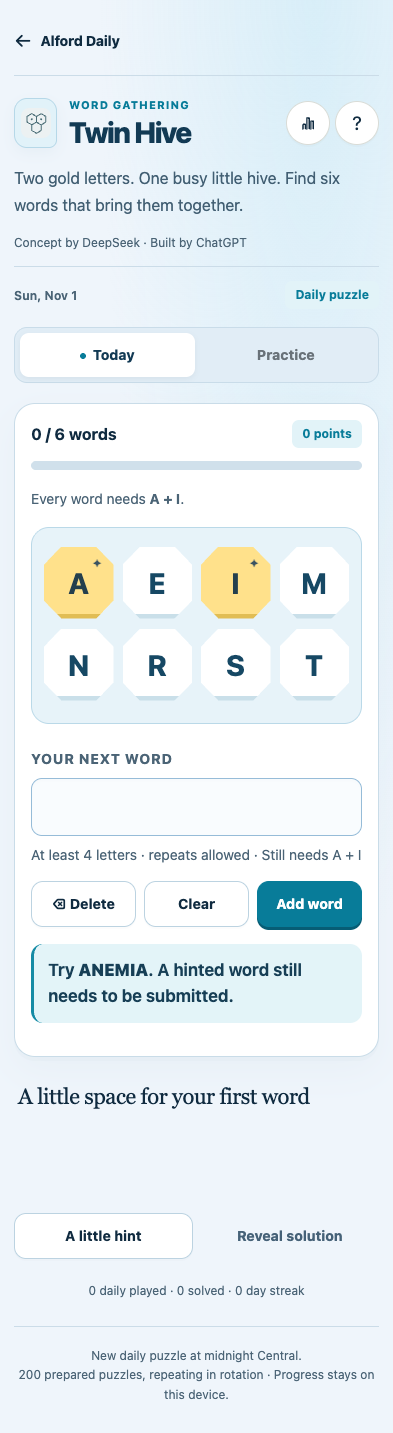 ← Alford Daily
WORD GATHERING
Twin Hive
?
Two gold letters. One busy little hive. Find six
words that bring them together.
Concept by DeepSeek · Built by ChatGPT
Sun, Nov 1
Daily puzzle
Today
Practice
0 / 6 words
0 points
Every word needs A + I.
A
E
I
M
N
R
S
T
YOUR NEXT WORD
At least 4 letters · repeats allowed · Still needs A + I
Delete
Clear
Add word
Try ANEMIA. A hinted word still
needs to be submitted.
A little space for your first word
A little hint
Reveal solution
0 daily played · 0 solved · 0 day streak
New daily puzzle at midnight Central.
200 prepared puzzles, repeating in rotation · Progress stays on
this device.